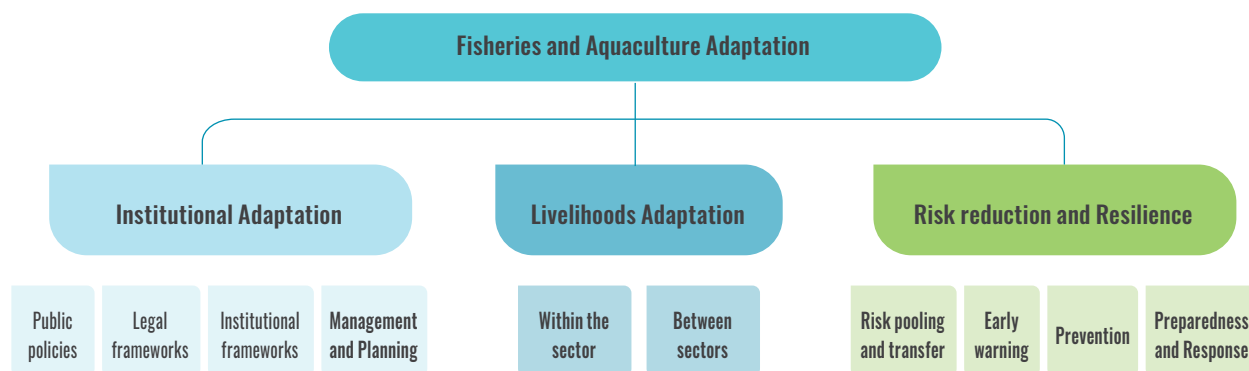 Fisheries and Aquaculture Adaptation
Institutional Adaptation
Livelihoods Adaptation
Risk reduction and Resilience
Public
policies
Legal
frameworks
Institutional
frameworks
Management
and Planning
Within the
sector
Between
sectors
Risk pooling
and transfer
Early
warning
Prevention
Preparedness
and Response